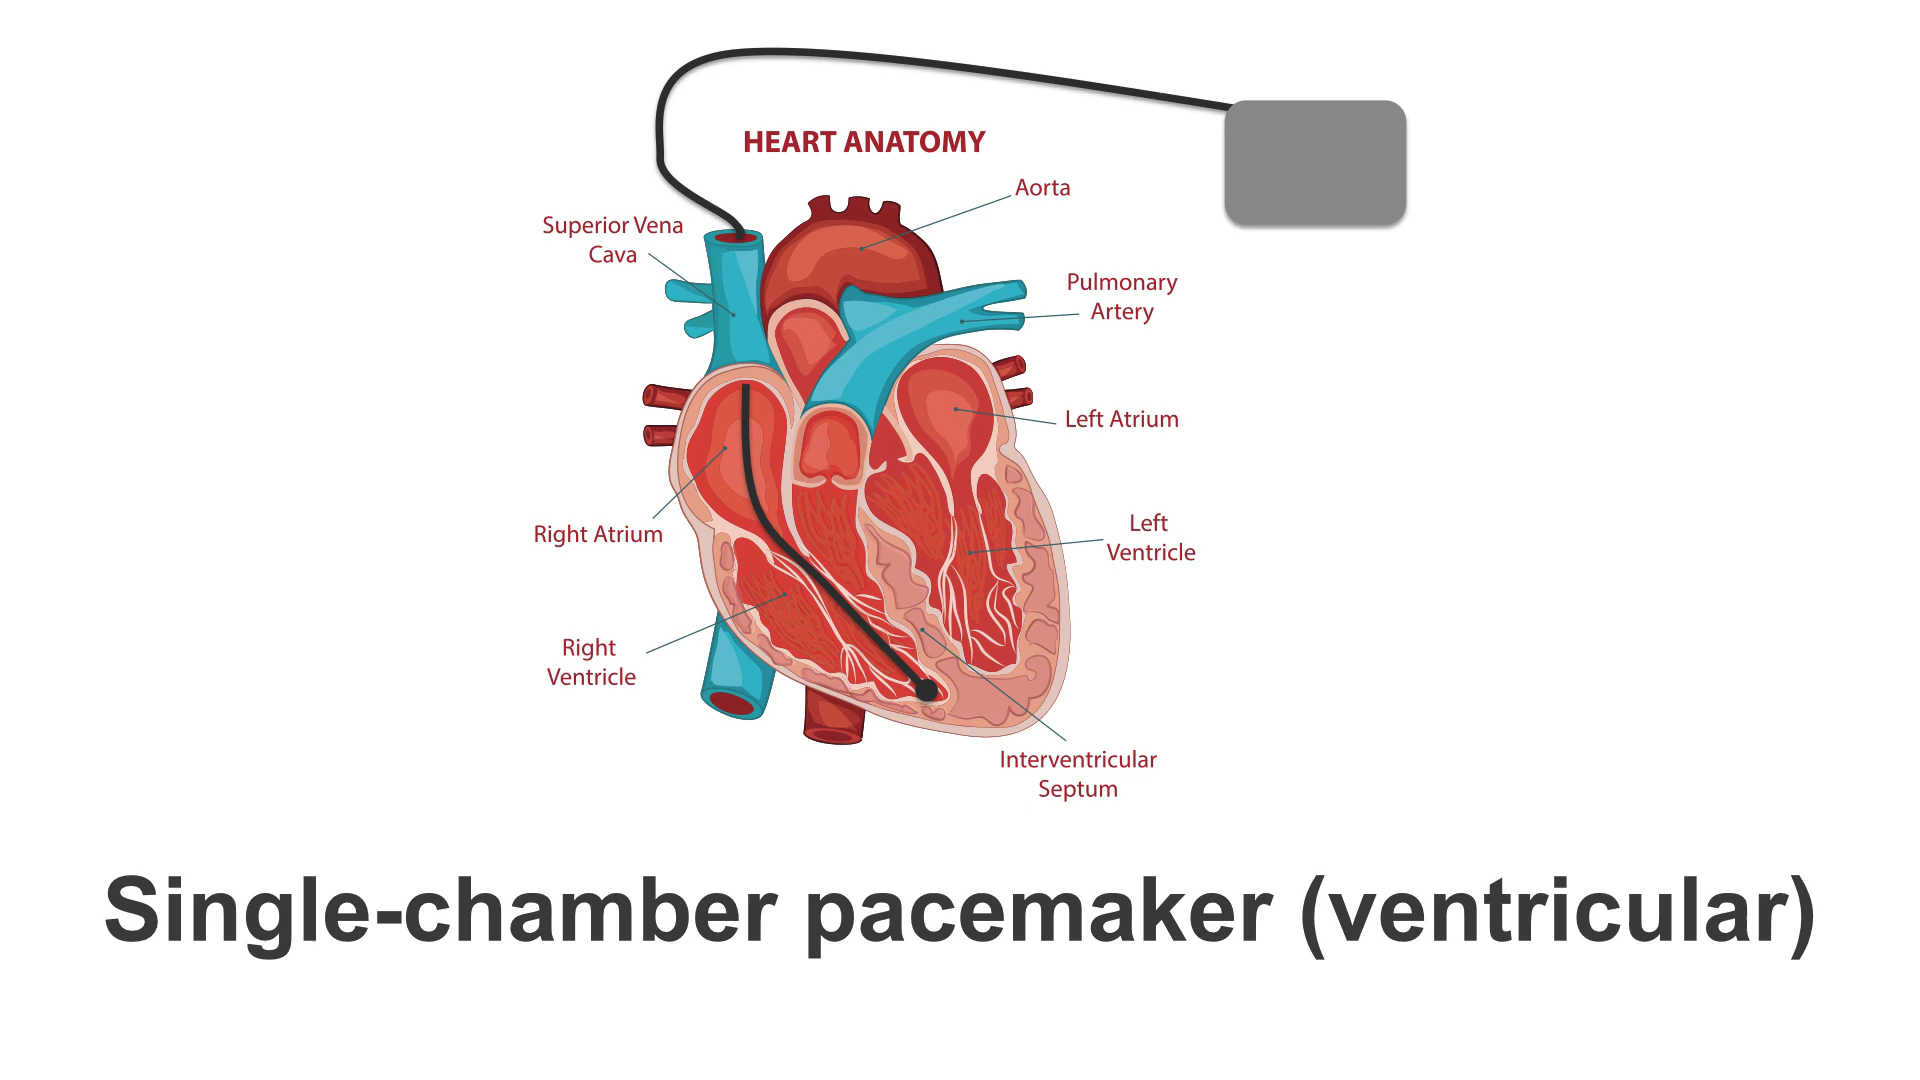 HEART ANATOMY
Aorta
Superior Vena
Cava
Pulmonary
Artery
Left Atrium
Right Atrium
Left
Ventricle
Right
Ventricle
Interventricular
Septum
Single-chamber pacemaker (ventricular)